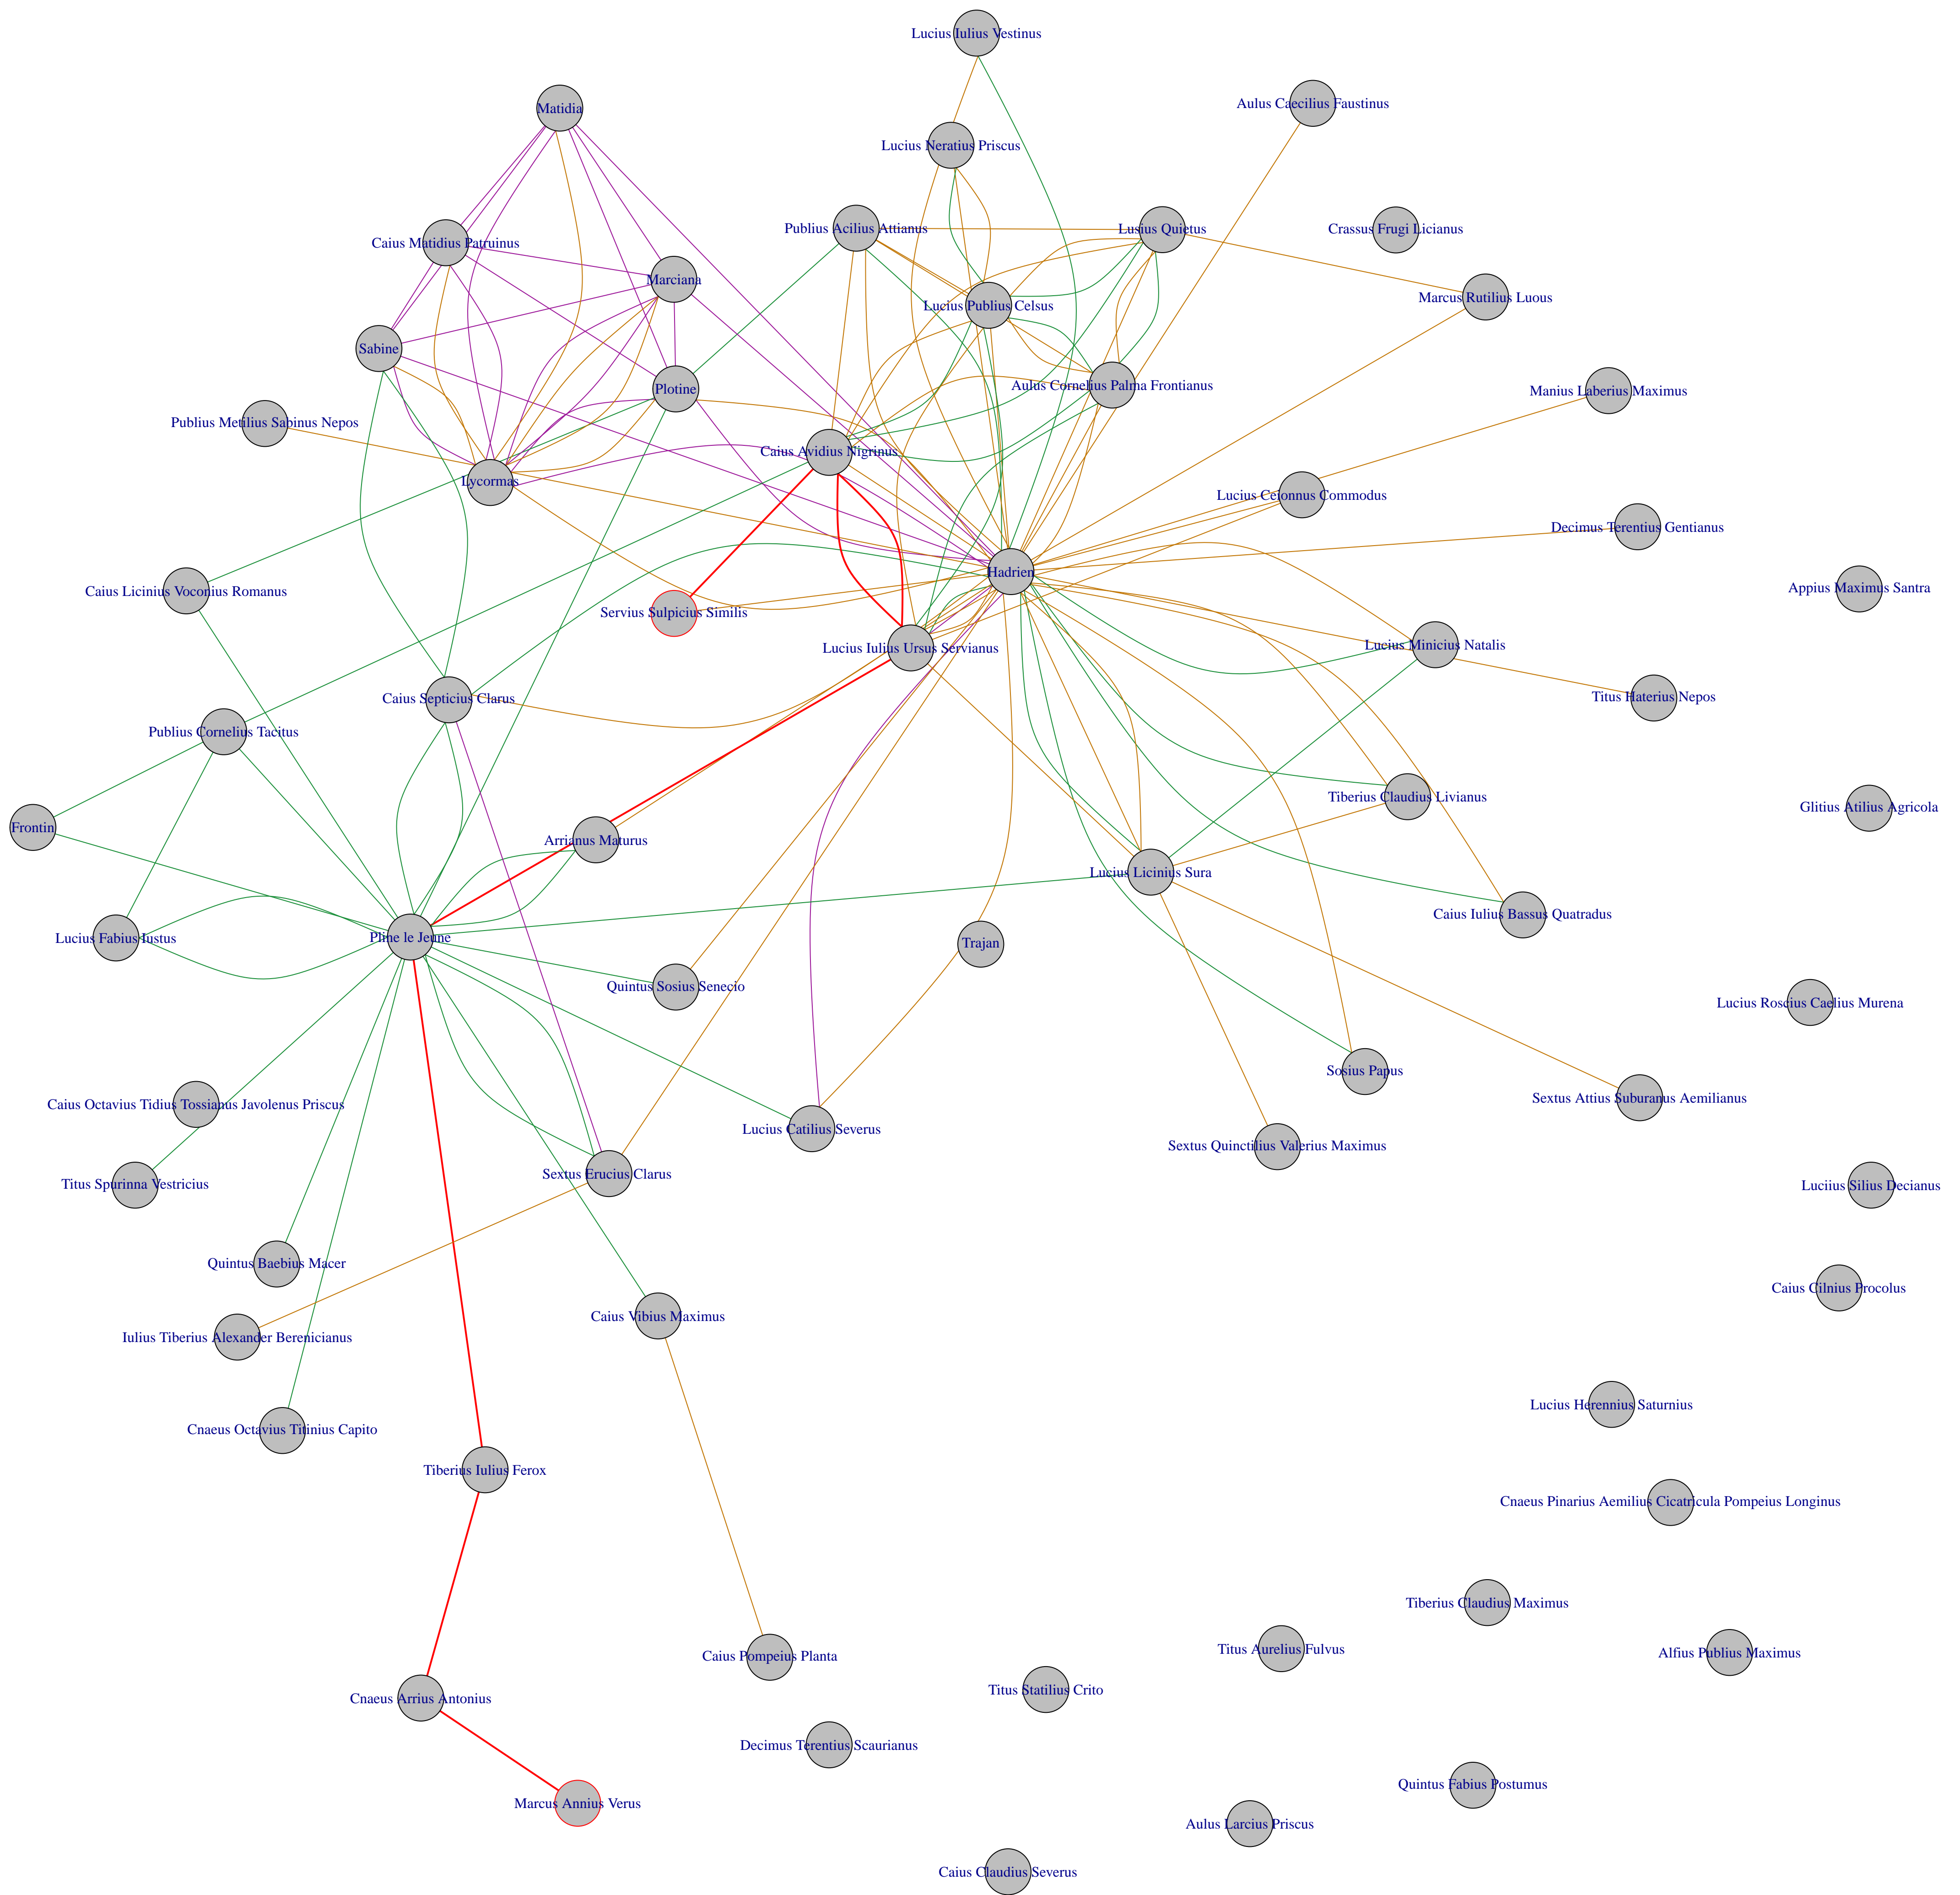 Lucius Iulius Vestinus
Aulus Caecilius Faustinus
Matidia
Lucius Neratius Priscus
Publius Acilius Attianus
Lusius Quietus
Crassus Frugi Licianus
Caius Matidius Patruinus
Marciana
Marcus Rutilius Luous
Lucius Publius Celsus
Sabine
Plotine
Aulus Cornelius Palma Frontianus
Manius Laberius Maximus
Publius Metilius Sabinus Nepos
Caius Avidius Nigrinus
Lycormas
Lucius Ceionnus Commodus
Decimus Terentius Gentianus
Hadrien
Caius Licinius Voconius Romanus
Appius Maximus Santra
Servius Sulpicius Similis
Lucius Iulius Ursus Servianus
Lucius Minicius Natalis
Caius Septicius Clarus
Titus Haterius Nepos
Publius Cornelius Tacitus
Tiberius Claudius Livianus
Glitius Atilius Agricola
Frontin
Arrianus Maturus
Lucius Licinius Sura
Caius Iulius Bassus Quatradus
Lucius Fabius Iustus
Pline le Jeune
Trajan
Quintus Sosius Senecio
Lucius Roscius Caelius Murena
Sosius Papus
Sextus Attius Suburanus Aemilianus
Caius Octavius Tidius Tossianus Javolenus Priscus
Lucius Catilius Severus
Sextus Quinctilius Valerius Maximus
Sextus Erucius Clarus
Titus Spurinna Vestricius
Luciius Silius Decianus
Quintus Baebius Macer
Caius Cilnius Procolus
Caius Vibius Maximus
Iulius Tiberius Alexander Berenicianus
Lucius Herennius Saturnius
Cnaeus Octavius Titinius Capito
Tiberius Iulius Ferox
Cnaeus Pinarius Aemilius Cicatricula Pompeius Longinus
Tiberius Claudius Maximus
Titus Aurelius Fulvus
Alfius Publius Maximus
Caius Pompeius Planta
Titus Statilius Crito
Cnaeus Arrius Antonius
Decimus Terentius Scaurianus
Quintus Fabius Postumus
Marcus Annius Verus
Aulus Larcius Priscus
Caius Claudius Severus